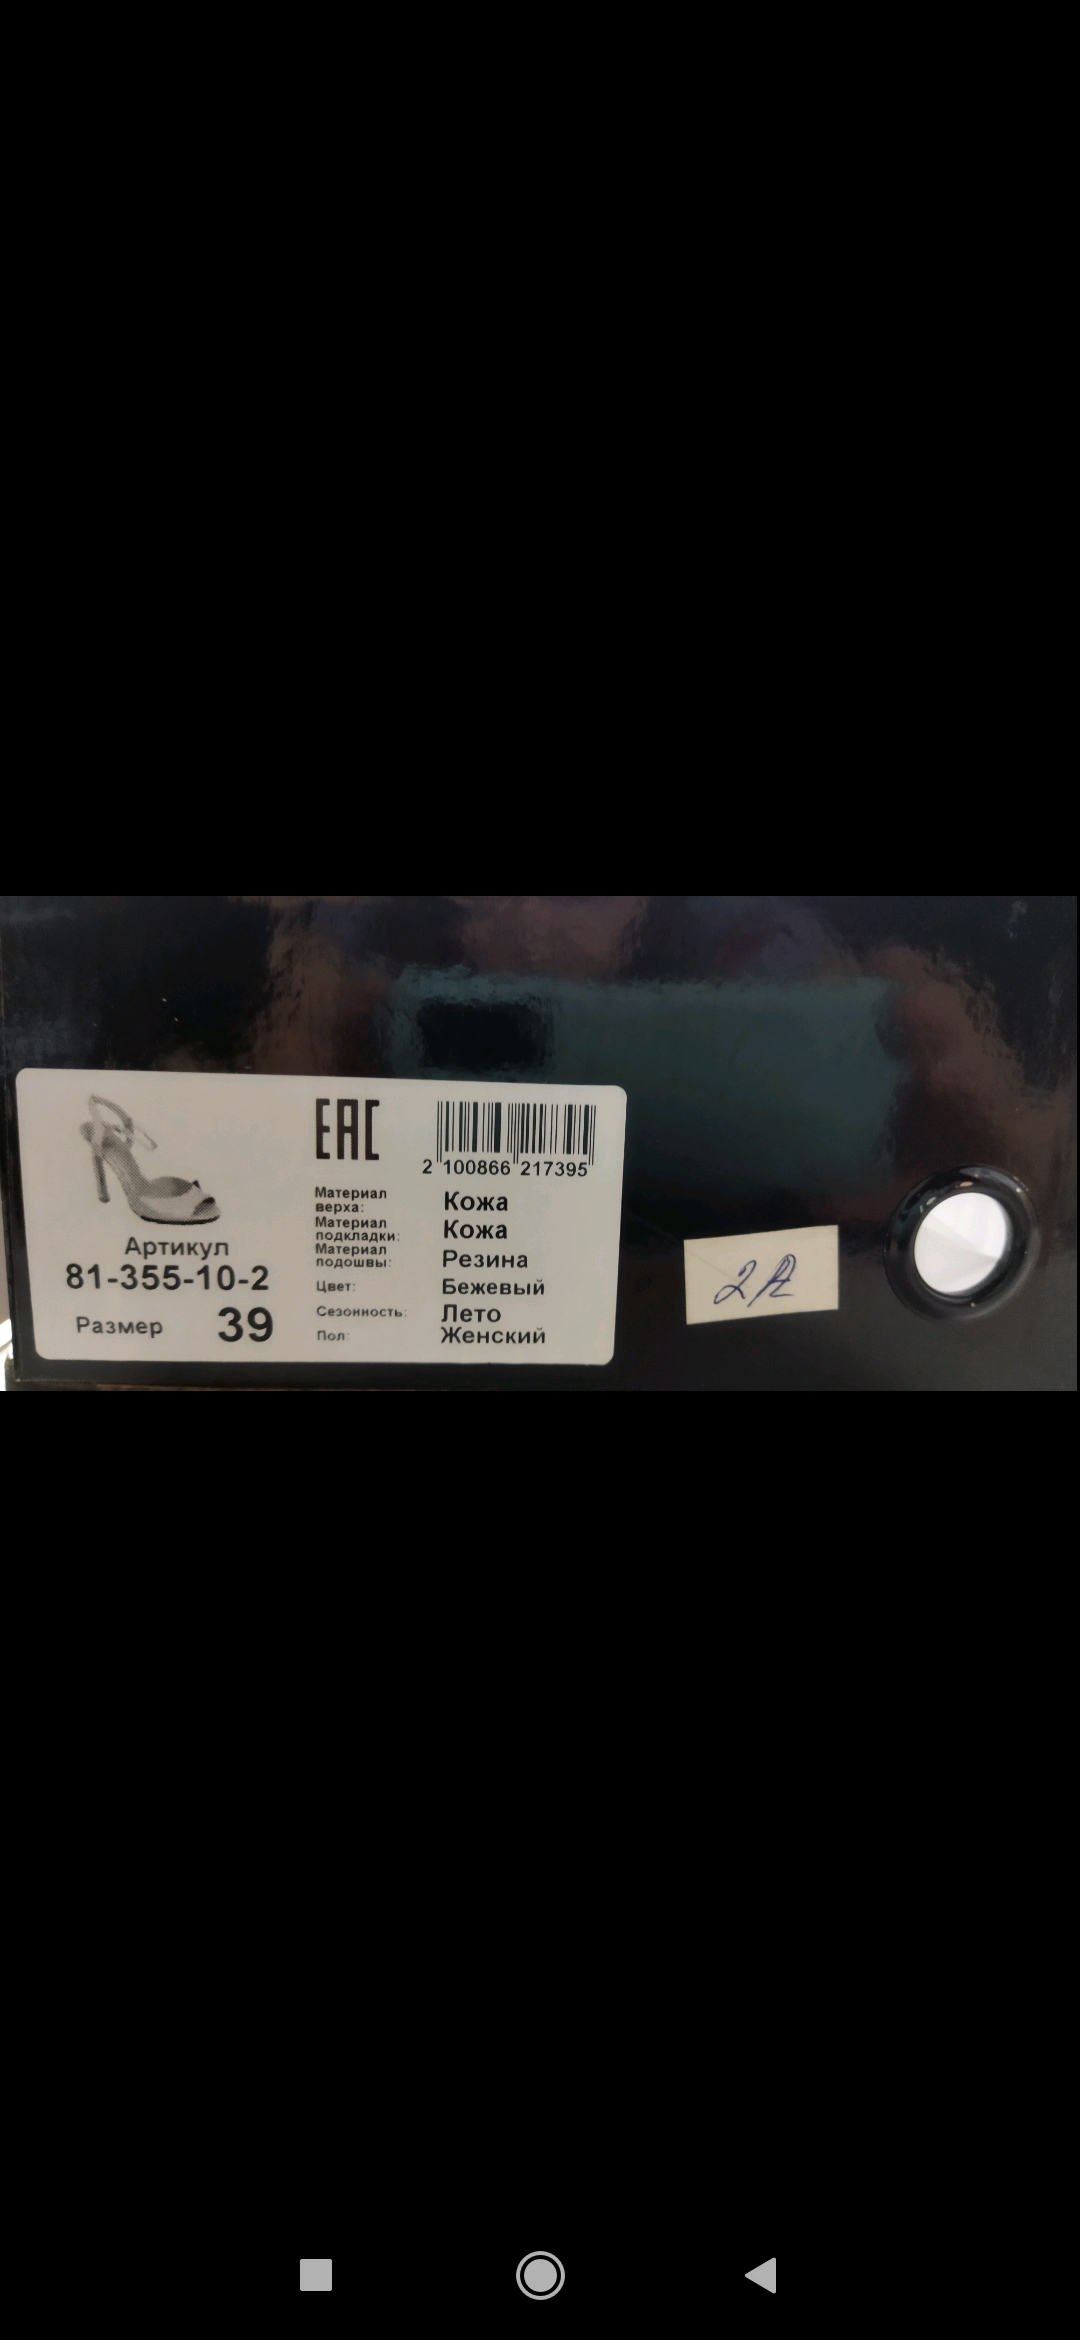 EAC
2 100866 217395
Артикул
81-355-10-2
Размер 39
Материал верха: Кожа
Материал подкладки: Кожа
Материал подошвы: Резина
Цвет: Бежевый
Сезонность: Лето
Пол: Женский